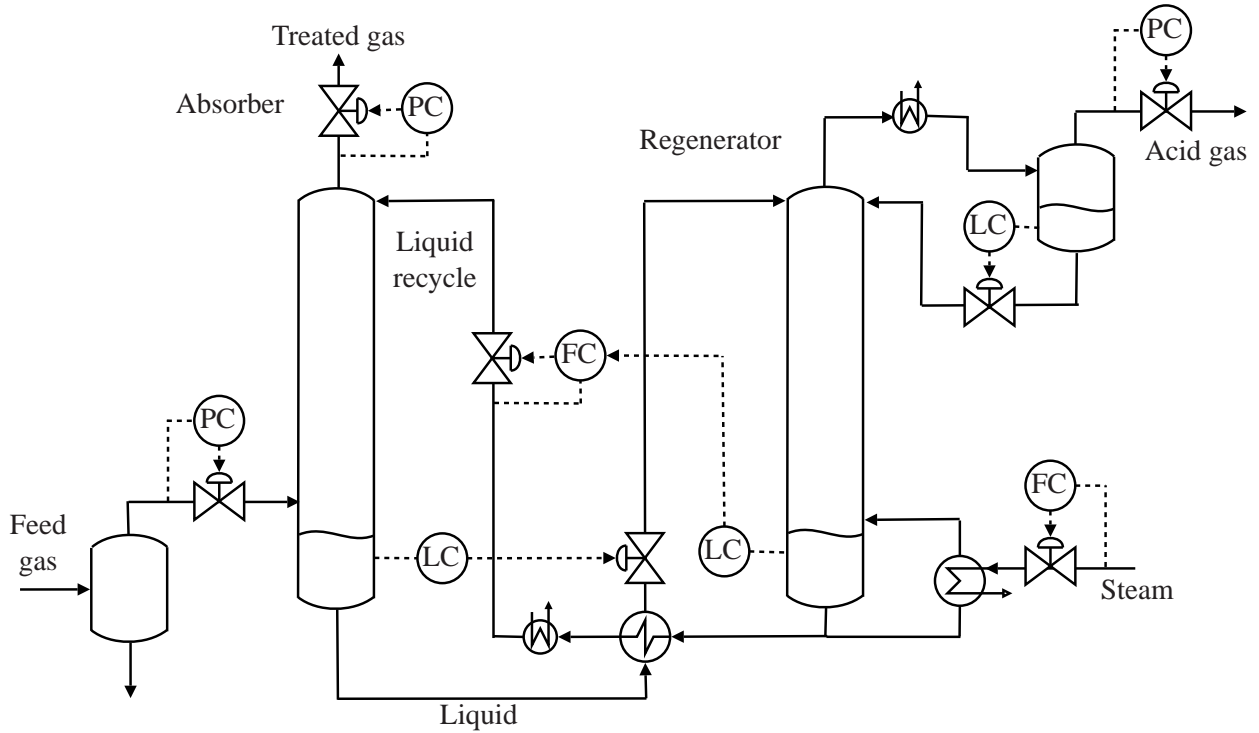 Treated gas
PC
Absorber
PC
Regenerator
Acid gas
Liquid
recycle
LC
FC
PC
FC
Feed
gas
LC
LC
Steam
Liquid